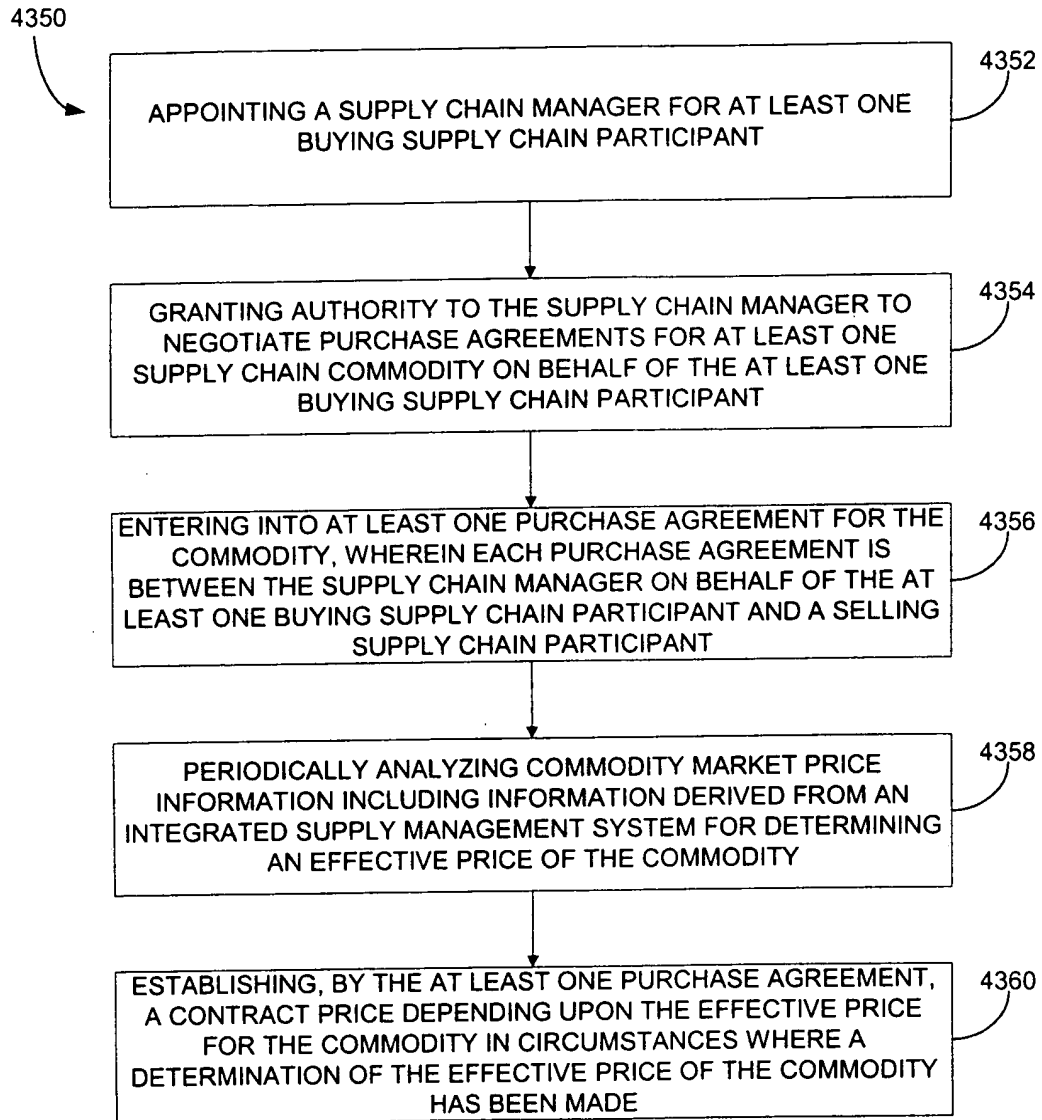 4350
4352
APPOINTING A SUPPLY CHAIN MANAGER FOR AT LEAST ONE
BUYING SUPPLY CHAIN PARTICIPANT
4354
GRANTING AUTHORITY TO THE SUPPLY CHAIN MANAGER TO
NEGOTIATE PURCHASE AGREEMENTS FOR AT LEAST ONE
SUPPLY CHAIN COMMODITY ON BEHALF OF THE AT LEAST ONE
BUYING SUPPLY CHAIN PARTICIPANT
4356
ENTERING INTO AT LEAST ONE PURCHASE AGREEMENT FOR THE
COMMODITY, WHEREIN EACH PURCHASE AGREEMENT IS
BETWEEN THE SUPPLY CHAIN MANAGER ON BEHALF OF THE AT
LEAST ONE BUYING SUPPLY CHAIN PARTICIPANT AND A SELLING
SUPPLY CHAIN PARTICIPANT
4358
PERIODICALLY ANALYZING COMMODITY MARKET PRICE
INFORMATION INCLUDING INFORMATION DERIVED FROM AN
INTEGRATED SUPPLY MANAGEMENT SYSTEM FOR DETERMINING
AN EFFECTIVE PRICE OF THE COMMODITY
4360
ESTABLISHING, BY THE AT LEAST ONE PURCHASE AGREEMENT,
A CONTRACT PRICE DEPENDING UPON THE EFFECTIVE PRICE
FOR THE COMMODITY IN CIRCUMSTANCES WHERE A
DETERMINATION OF THE EFFECTIVE PRICE OF THE COMMODITY
HAS BEEN MADE